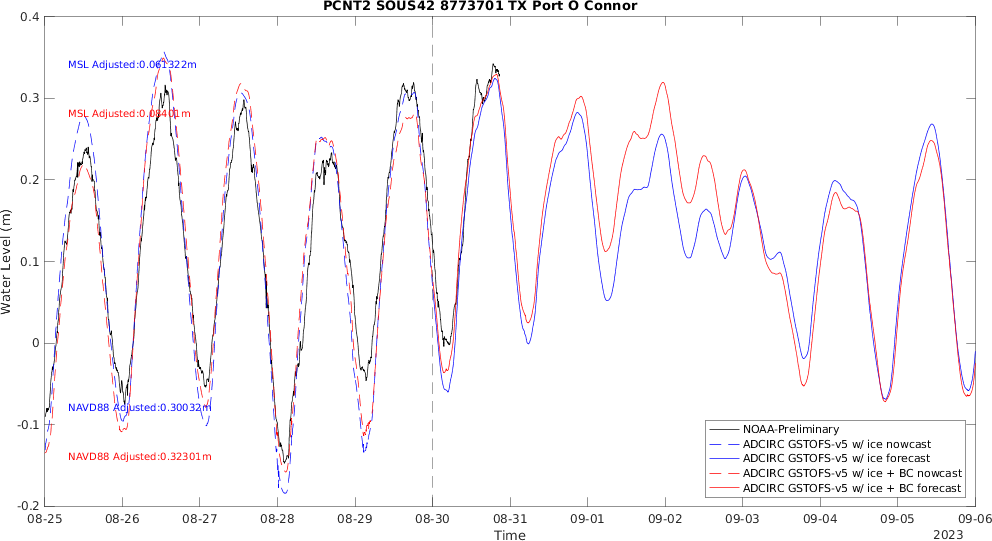 PCNT2 SOUS42 8773701 TX Port O Connor
0.4
0.3
0.2
0.1
0
-0.1
-0.2
Water Level (m)
MSL Adjusted:0.061322m
MSL Adjusted:0.08401m
NAVD88 Adjusted:0.30032m
NAVD88 Adjusted:0.32301m
NOAA-Preliminary
ADCIRC GSTOFS-v5 w/ ice nowcast
ADCIRC GSTOFS-v5 w/ ice forecast
ADCIRC GSTOFS-v5 w/ ice + BC nowcast
ADCIRC GSTOFS-v5 w/ ice + BC forecast
08-25 08-26 08-27 08-28 08-29 08-30 08-31 09-01 09-02 09-03 09-04 09-05 09-06
Time
2023